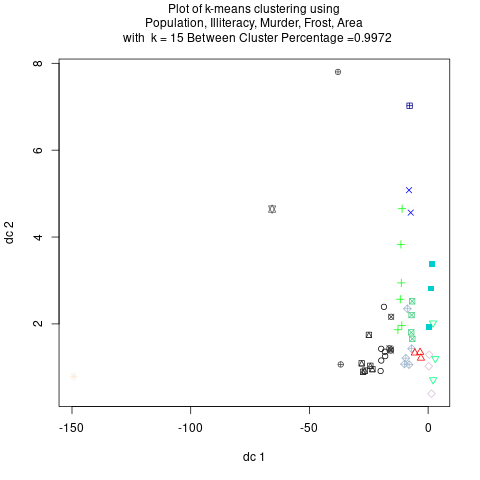 Plot of k-means clustering using
Population, Illiteracy, Murder, Frost, Area
with k = 15 Between Cluster Percentage =0.9972
8
6
4
2
dc 2
-150
-100
-50
0
dc 1